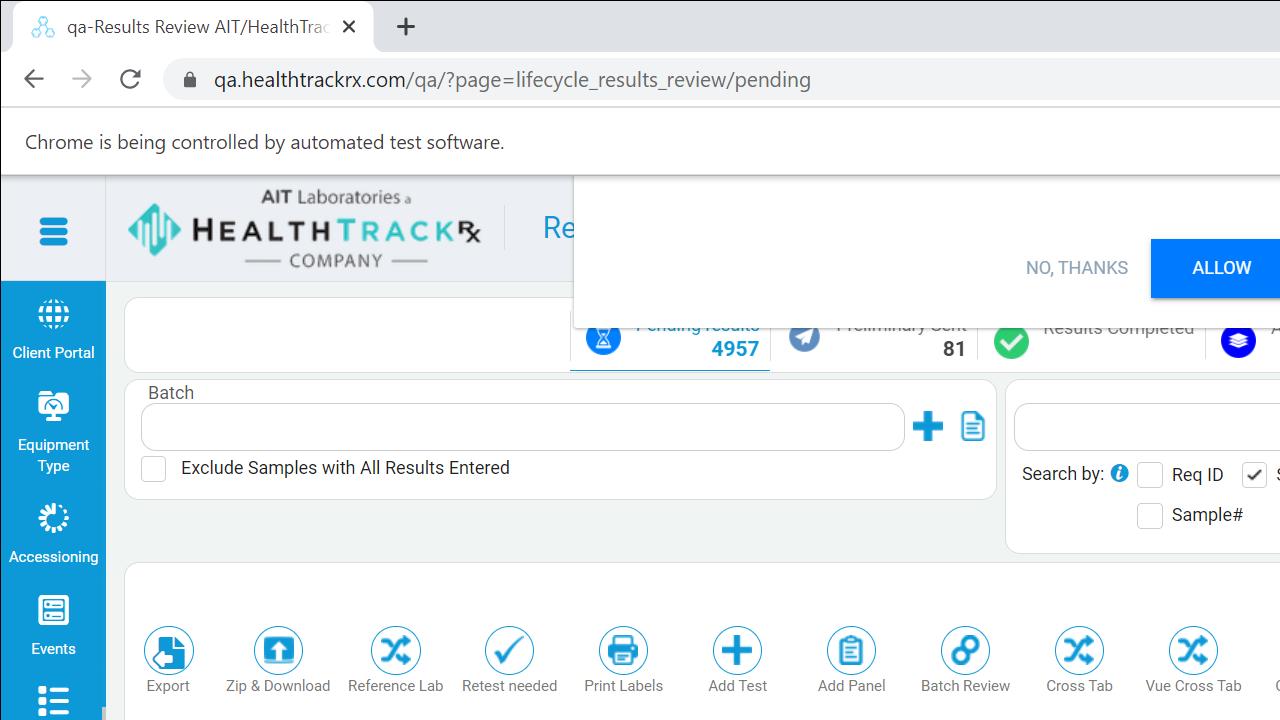 qa-Results Review AIT/HealthTrac
qa.healthtrackrx.com/qa/?page=lifecycle_results_review/pending
Chrome is being controlled by automated test software.
AIT Laboratories a
HEALTHTRACKRx
COMPANY
Re
NO, THANKS
ALLOW
Client Portal
Pending results
4957
Preliminary Sent
81
Results Completed
A
Batch
Exclude Samples with All Results Entered
Search by:
Req ID
S
Sample#
Equipment
Type
Accessioning
Events
Export
Zip & Download
Reference Lab
Retest needed
Print Labels
Add Test
Add Panel
Batch Review
Cross Tab
Vue Cross Tab